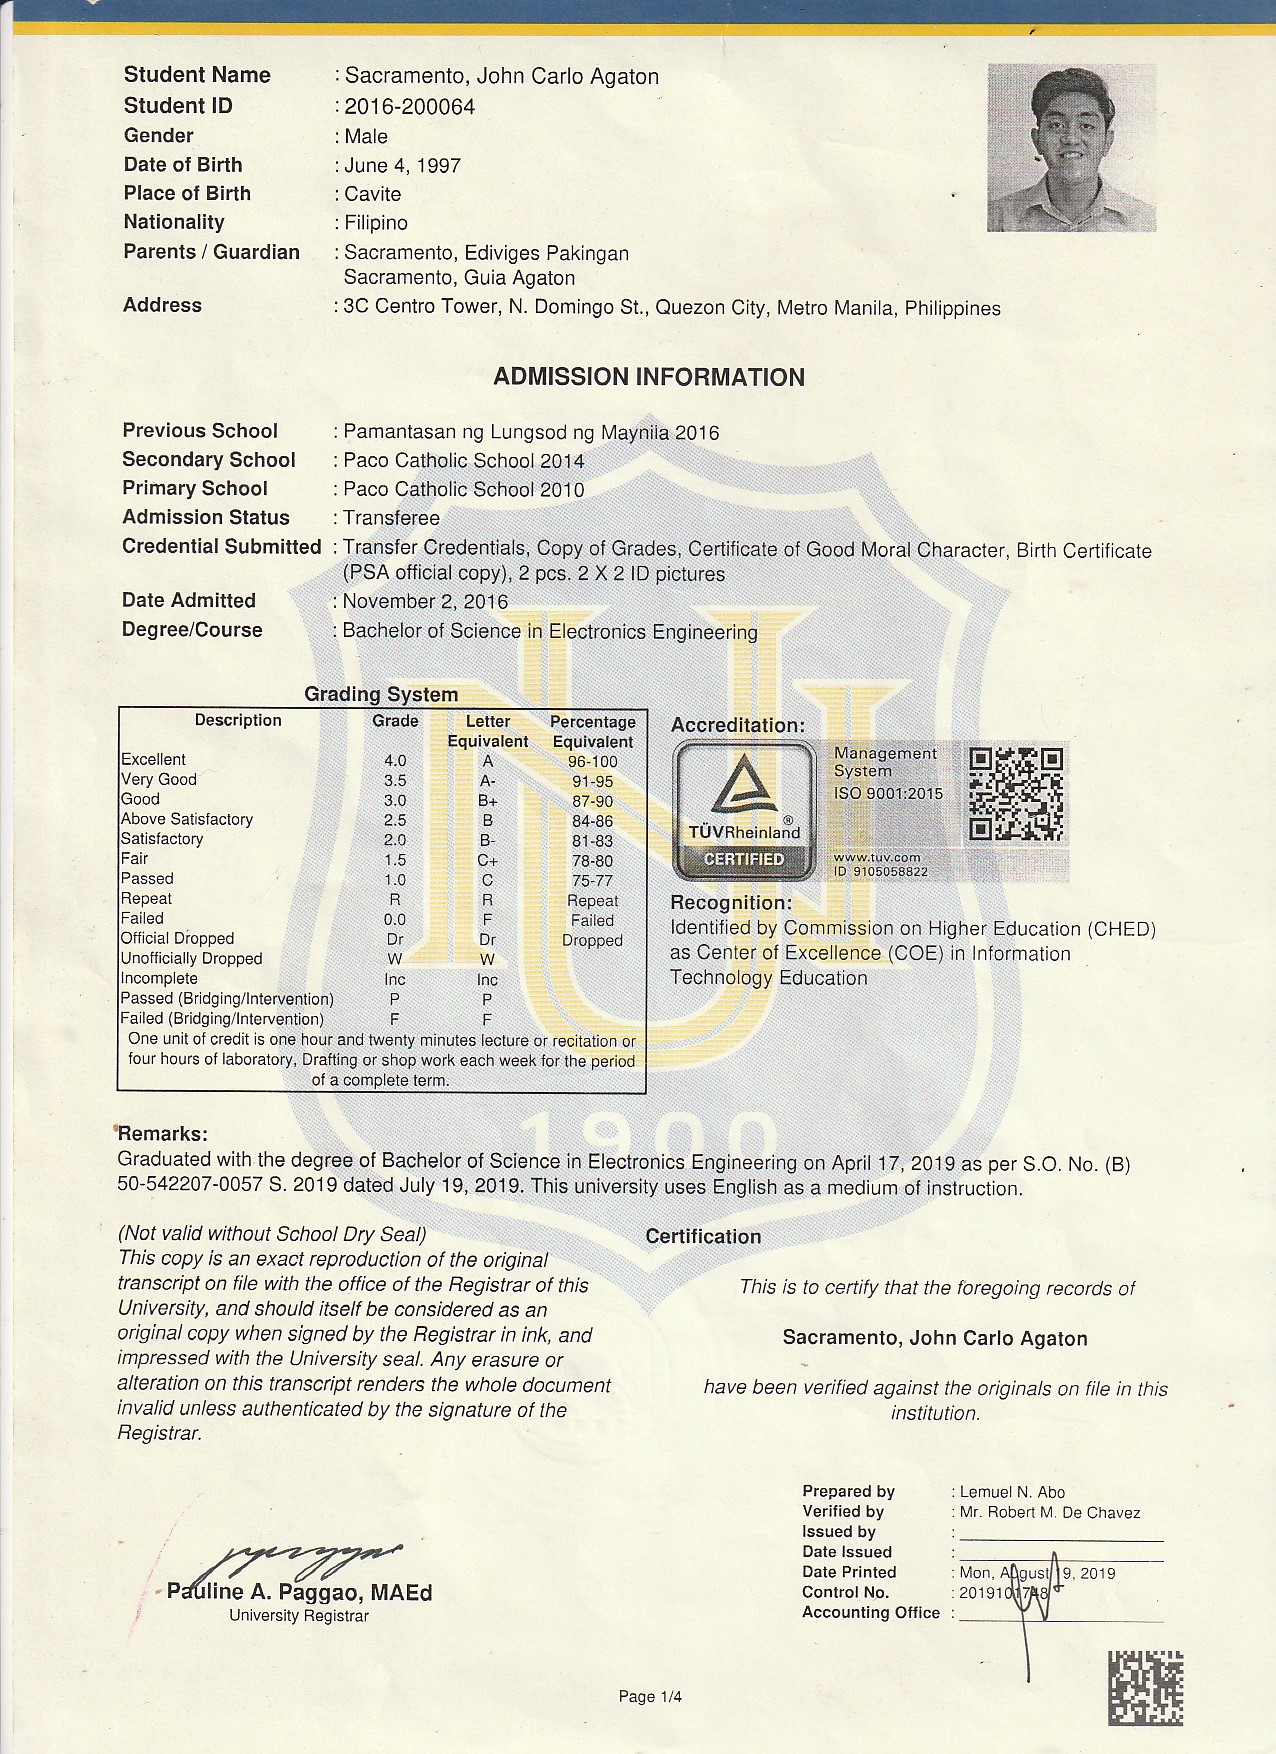 Student Name : Sacramento, John Carlo Agaton
Student ID : 2016-200064
Gender : Male
Date of Birth : June 4, 1997
Place of Birth : Cavite
Nationality : Filipino
Parents / Guardian : Sacramento, Ediviges Pakingan
Sacramento, Guia Agaton
Address : 3C Centro Tower, N. Domingo St., Quezon City, Metro Manila, Philippines
ADMISSION INFORMATION
Previous School : Pamantasan ng Lungsod ng Maynila 2016
Secondary School : Paco Catholic School 2014
Primary School : Paco Catholic School 2010
Admission Status : Transferee
Credential Submitted : Transfer Credentials, Copy of Grades, Certificate of Good Moral Character, Birth Certificate
(PSA official copy), 2 pcs. 2 X 2 ID pictures
Date Admitted : November 2, 2016
Degree/Course : Bachelor of Science in Electronics Engineering
Grading System
Description Grade Letter Percentage
Equivalent Equivalent
Excellent 4.0 A 96-100
Very Good 3.5 A- 91-95
Good 3.0 B+ 87-90
Above Satisfactory 2.5 B 84-86
Satisfactory 2.0 B- 81-83
Fair 1.5 C+ 78-80
Passed 1.0 C 75-77
Repeat R R Repeat
Failed 0.0 F Failed
Official Dropped Dr Dr Dropped
Unofficially Dropped W W
Incomplete Inc Inc
Passed (Bridging/Intervention) P P
Failed (Bridging/Intervention) F F
One unit of credit is one hour and twenty minutes lecture or recitation or
four hours of laboratory, Drafting or shop work each week for the period
of a complete term.
Accreditation:
TÜVRheinland ®
CERTIFIED
Management
System
ISO 9001:2015
www.tuv.com
ID 9105058822
Recognition:
Identified by Commission on Higher Education (CHED)
as Center of Excellence (COE) in Information
Technology Education
NU
1900
Remarks:
Graduated with the degree of Bachelor of Science in Electronics Engineering on April 17, 2019 as per S.O. No. (B)
50-542207-0057 S. 2019 dated July 19, 2019. This university uses English as a medium of instruction.
(Not valid without School Dry Seal)
This copy is an exact reproduction of the original
transcript on file with the office of the Registrar of this
University, and should itself be considered as an
original copy when signed by the Registrar in ink, and
impressed with the University seal. Any erasure or
alteration on this transcript renders the whole document
invalid unless authenticated by the signature of the
Registrar.
Certification
This is to certify that the foregoing records of
Sacramento, John Carlo Agaton
have been verified against the originals on file in this
institution.
Pauline A. Paggao, MAEd
University Registrar
Prepared by : Lemuel N. Abo
Verified by : Mr. Robert M. De Chavez
Issued by :
Date Issued :
Date Printed : Mon, August 19, 2019
Control No. : 2019101748
Accounting Office :
Page 1/4